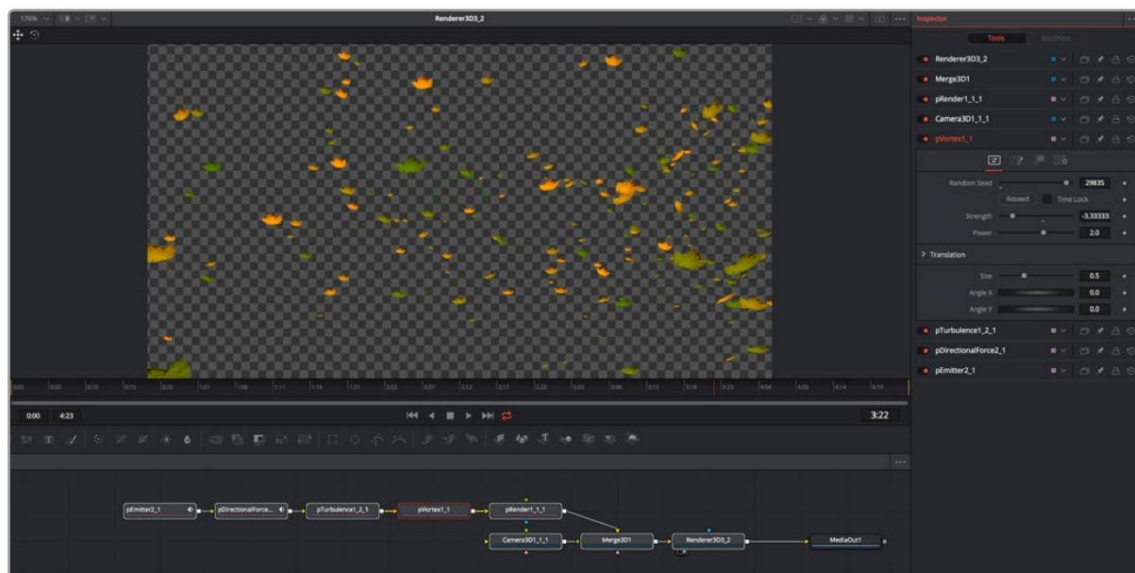 170%
Renderer3D3_2
Inspector
Tools
Modifiers
Renderer3D3_2
Merge3D1
pRender1_1_1
Camera3D1_1_1
pVortex1_1
Random Seed 29835
Reseed Time Lock
Strength -3.33333
Power 2.0
Translation
Size 0.5
Angle X 0.0
Angle Y 0.0
pTurbulence1_2_1
pDirectionalForce2_1
pEmitter2_1
0:00 4:23
3:22
pEmitter2_1 pDirectionalForce... pTurbulence1_2_1 pVortex1_1 pRender1_1_1
Camera3D1_1_1 Merge3D1 Renderer3D3_2 MediaOut1